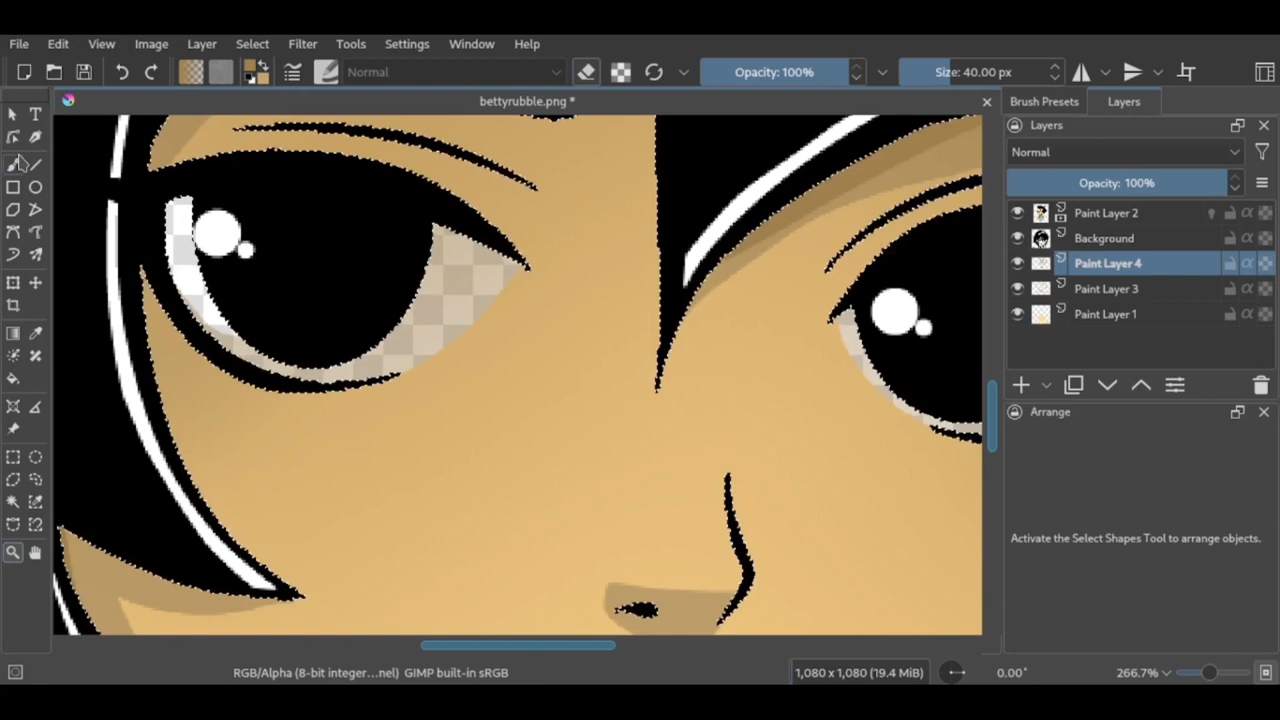 File Edit View Image Layer Select Filter Tools Settings Window Help
Normal Opacity: 100% Size: 40.00 px
bettyrubble.png *
Brush Presets Layers
Layers
Normal
Opacity: 100%
Paint Layer 2
Background
Paint Layer 4
Paint Layer 3
Paint Layer 1
Arrange
Activate the Select Shapes Tool to arrange objects.
RGB/Alpha (8-bit integer...nel) GIMP built-in sRGB 1,080 x 1,080 (19.4 MiB) 0.00° 266.7%